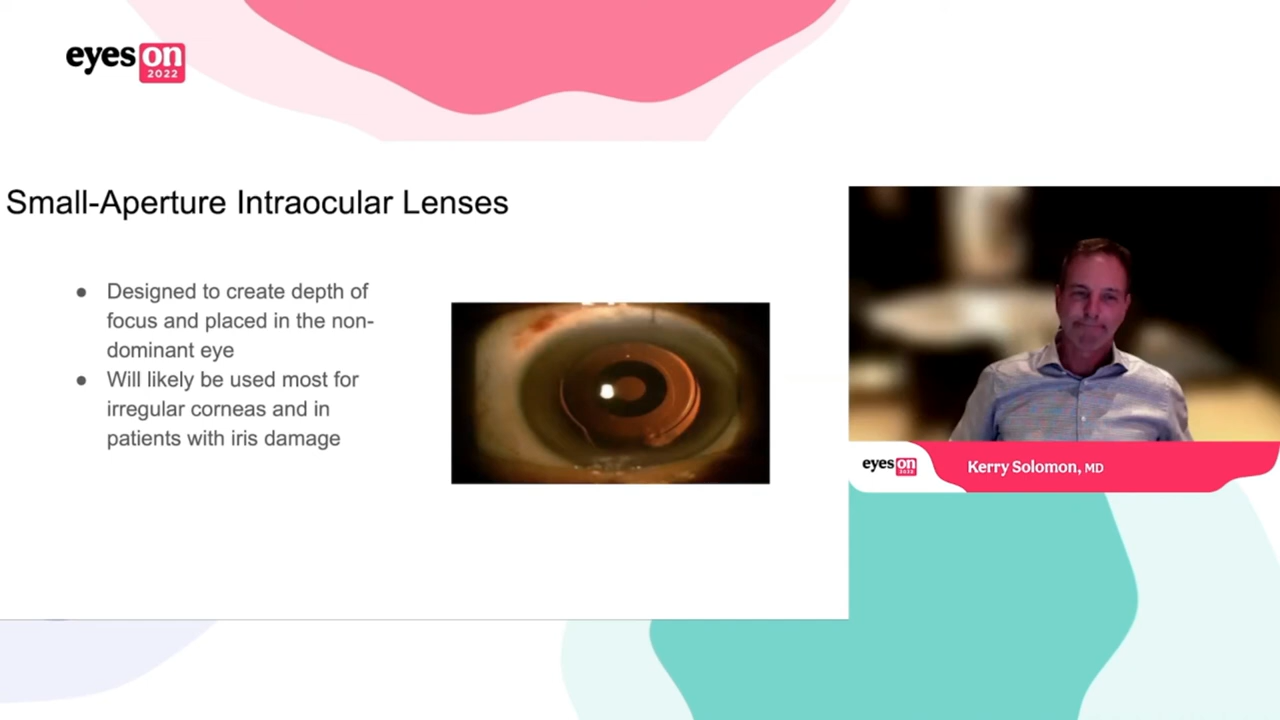 eyes on
2022
Small-Aperture Intraocular Lenses
● Designed to create depth of
focus and placed in the non-
dominant eye
● Will likely be used most for
irregular corneas and in
patients with iris damage
eyes on
2022
Kerry Solomon, MD